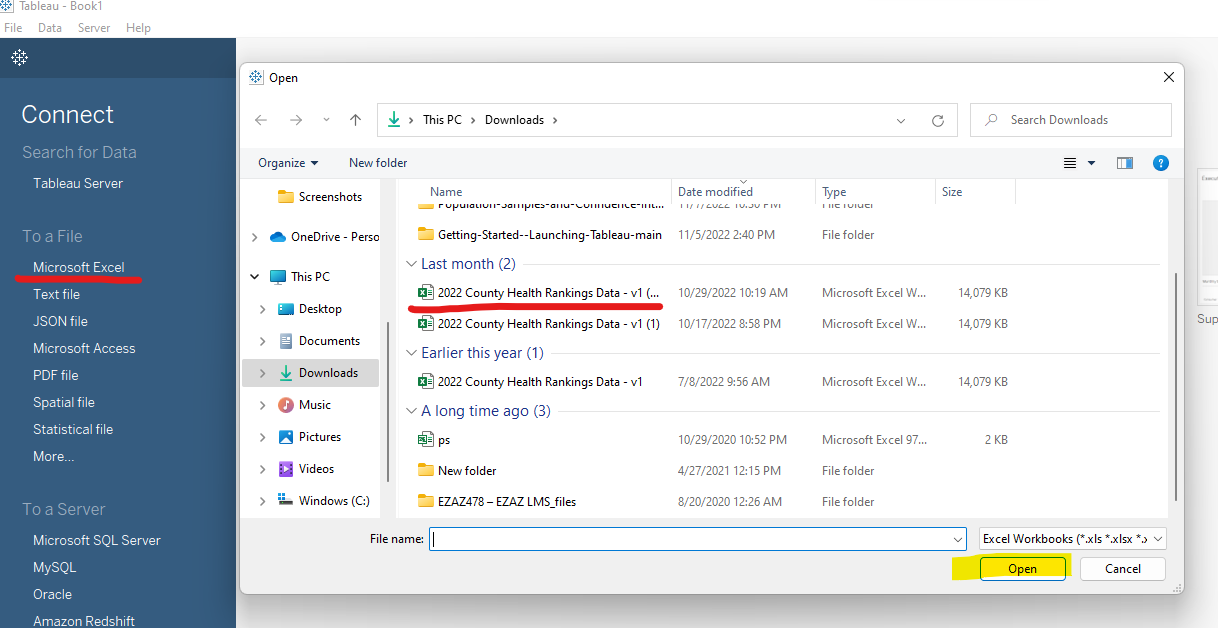 Tableau - Book1
File Data Server Help
Connect
Search for Data
Tableau Server
To a File
Microsoft Excel
Text file
JSON file
Microsoft Access
PDF file
Spatial file
Statistical file
More...
To a Server
Microsoft SQL Server
MySQL
Oracle
Amazon Redshift
Open
This PC > Downloads >
Search Downloads
Organize New folder
Screenshots
OneDrive - Perso
This PC
Desktop
Documents
Downloads
Music
Pictures
Videos
Windows (C:)
Name Date modified Type Size
Population-Samples-and-Confidence-Int... 11/7/2022 10:30 PM File folder
Getting-Started--Launching-Tableau-main 11/5/2022 2:40 PM File folder
Last month (2)
2022 County Health Rankings Data - v1 (... 10/29/2022 10:19 AM Microsoft Excel W... 14,079 KB
2022 County Health Rankings Data - v1 (1) 10/17/2022 8:58 PM Microsoft Excel W... 14,079 KB
Earlier this year (1)
2022 County Health Rankings Data - v1 7/8/2022 9:56 AM Microsoft Excel W... 14,079 KB
A long time ago (3)
ps 10/29/2020 10:52 PM Microsoft Excel 97... 2 KB
New folder 4/27/2021 12:15 PM File folder
EZAZ478 – EZAZ LMS_files 8/20/2020 12:26 AM File folder
File name: Excel Workbooks (*.xls *.xlsx *.x
Open Cancel
Sup